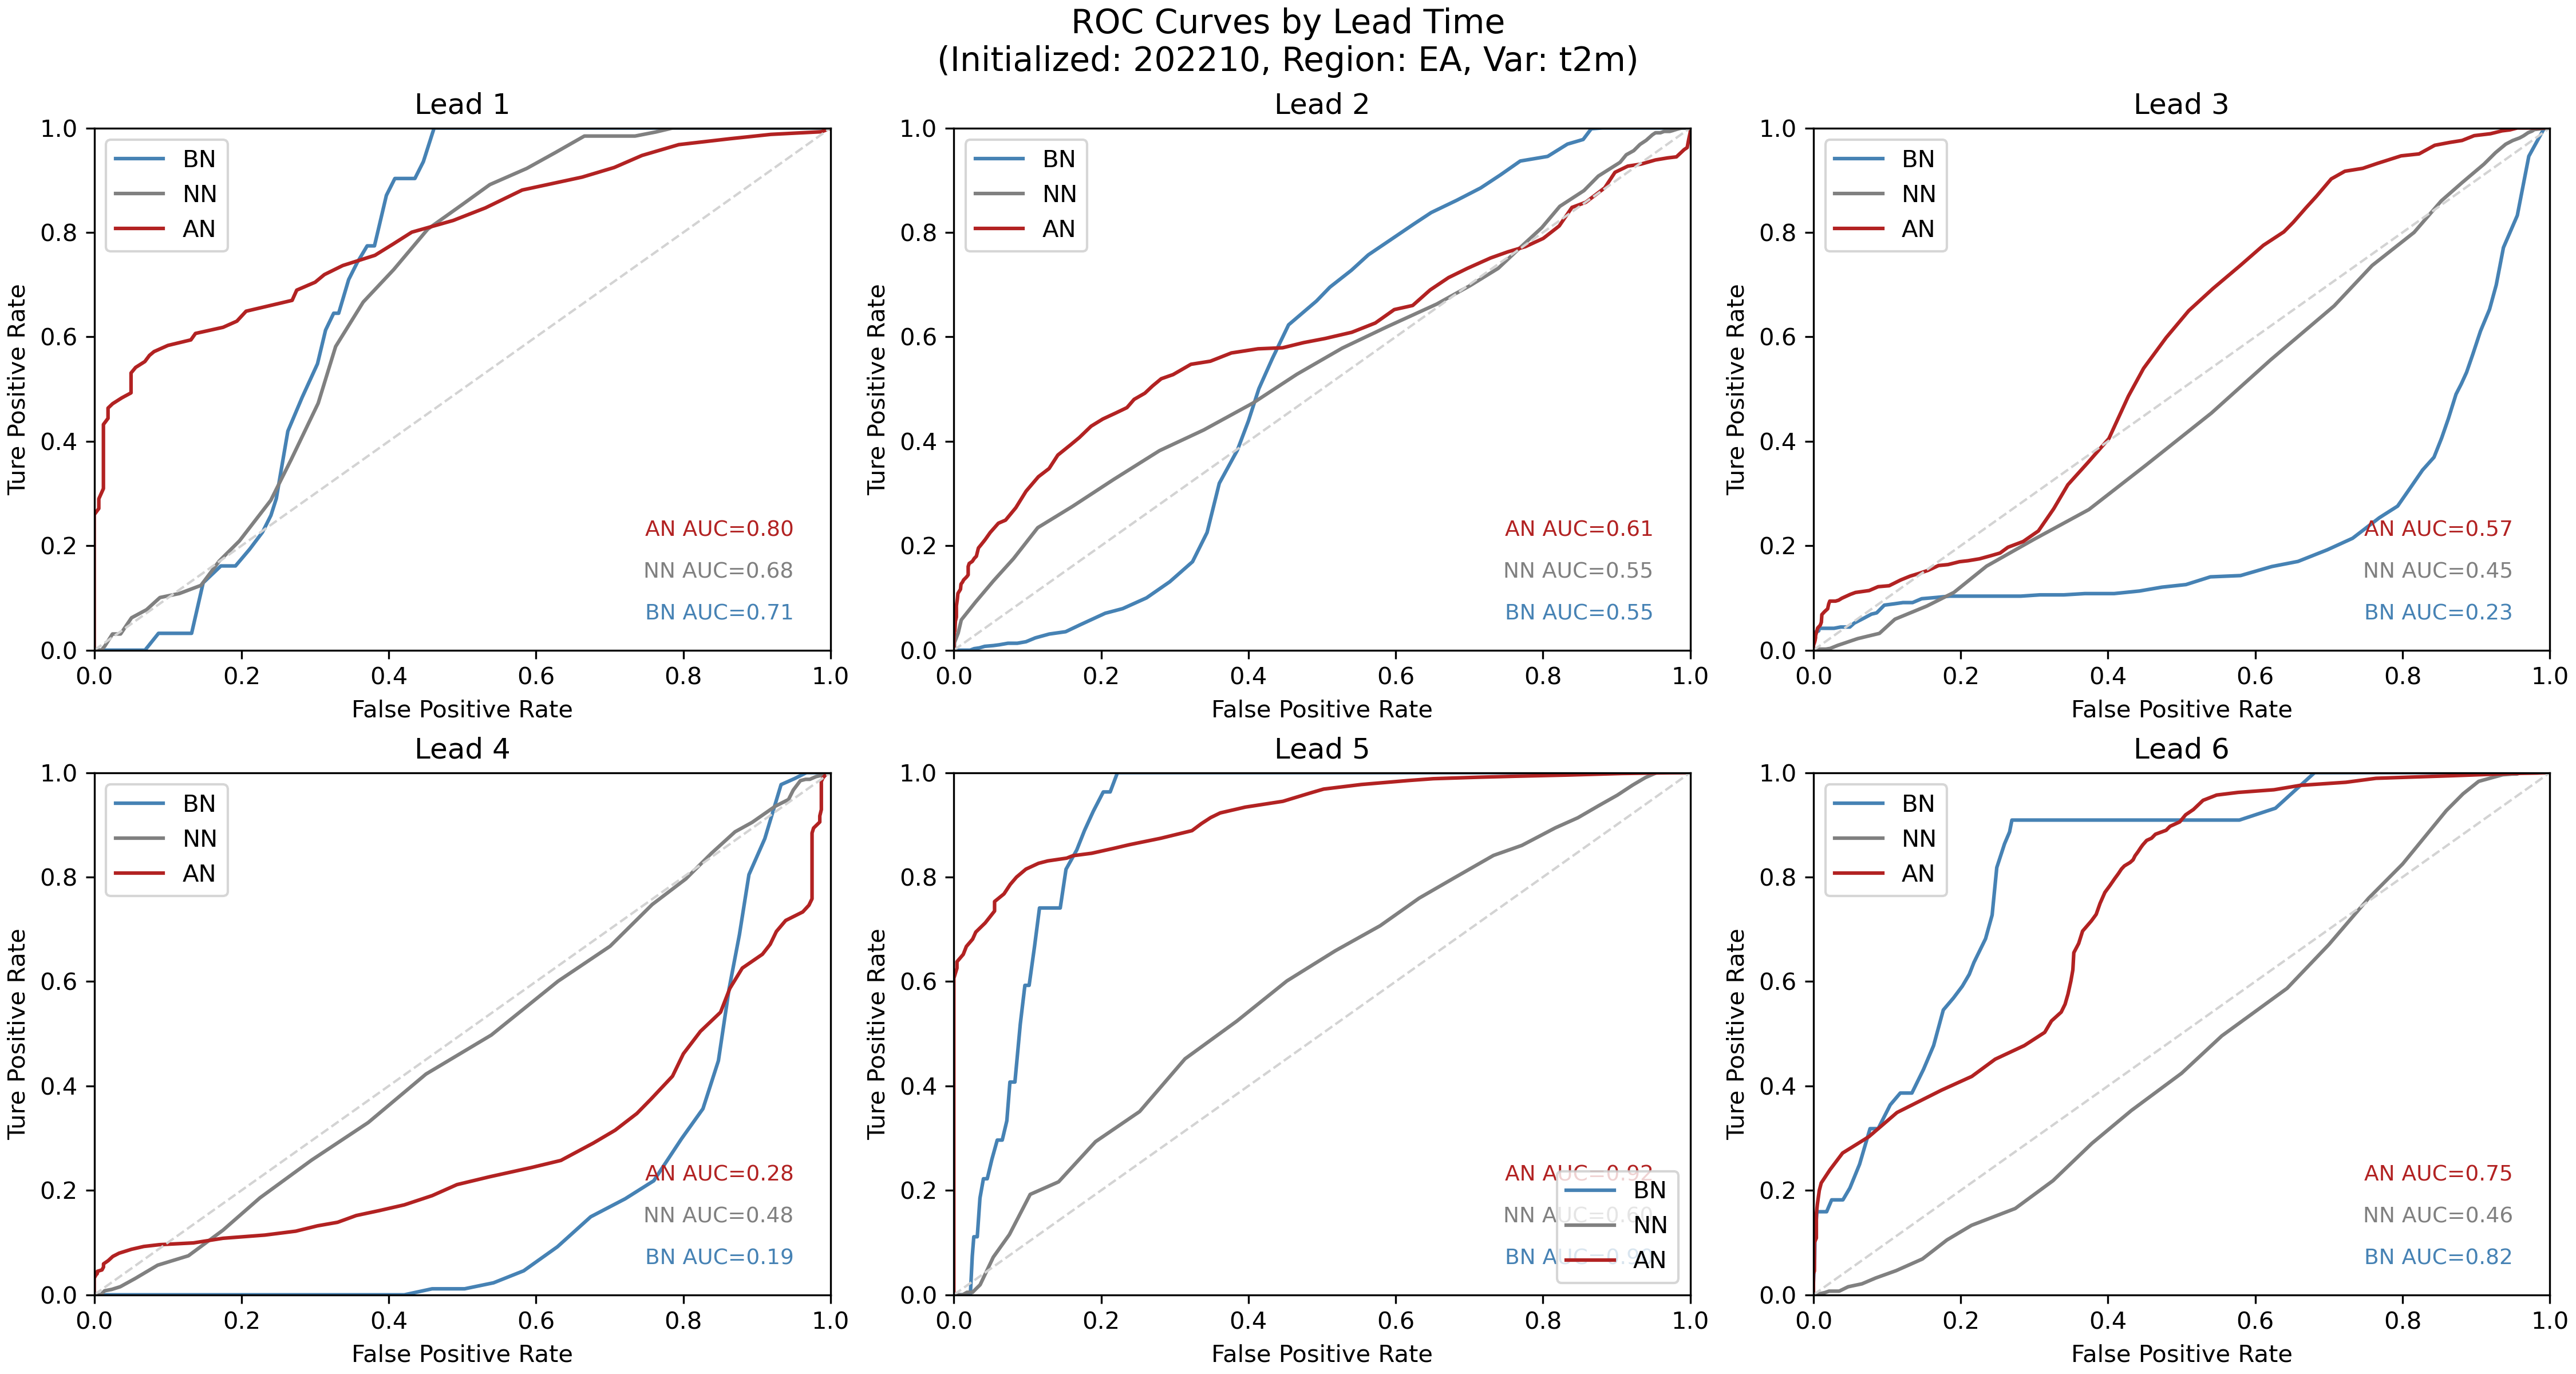 ROC Curves by Lead Time
(Initialized: 202210, Region: EA, Var: t2m)
Lead 1
1.0
0.8
0.6
0.4
0.2
0.0
Ture Positive Rate
BN
NN
AN
AN AUC=0.80
NN AUC=0.68
BN AUC=0.71
0.0 0.2 0.4 0.6 0.8 1.0
False Positive Rate
Lead 2
1.0
0.8
0.6
0.4
0.2
0.0
Ture Positive Rate
BN
NN
AN
AN AUC=0.61
NN AUC=0.55
BN AUC=0.55
0.0 0.2 0.4 0.6 0.8 1.0
False Positive Rate
Lead 3
1.0
0.8
0.6
0.4
0.2
0.0
Ture Positive Rate
BN
NN
AN
AN AUC=0.57
NN AUC=0.45
BN AUC=0.23
0.0 0.2 0.4 0.6 0.8 1.0
False Positive Rate
Lead 4
1.0
0.8
0.6
0.4
0.2
0.0
Ture Positive Rate
BN
NN
AN
AN AUC=0.28
NN AUC=0.48
BN AUC=0.19
0.0 0.2 0.4 0.6 0.8 1.0
False Positive Rate
Lead 5
1.0
0.8
0.6
0.4
0.2
0.0
Ture Positive Rate
AN AUC=0.92
NN AUC=0.60
BN
BN
NN
AN
0.0 0.2 0.4 0.6 0.8 1.0
False Positive Rate
Lead 6
1.0
0.8
0.6
0.4
0.2
0.0
Ture Positive Rate
BN
NN
AN
AN AUC=0.75
NN AUC=0.46
BN AUC=0.82
0.0 0.2 0.4 0.6 0.8 1.0
False Positive Rate